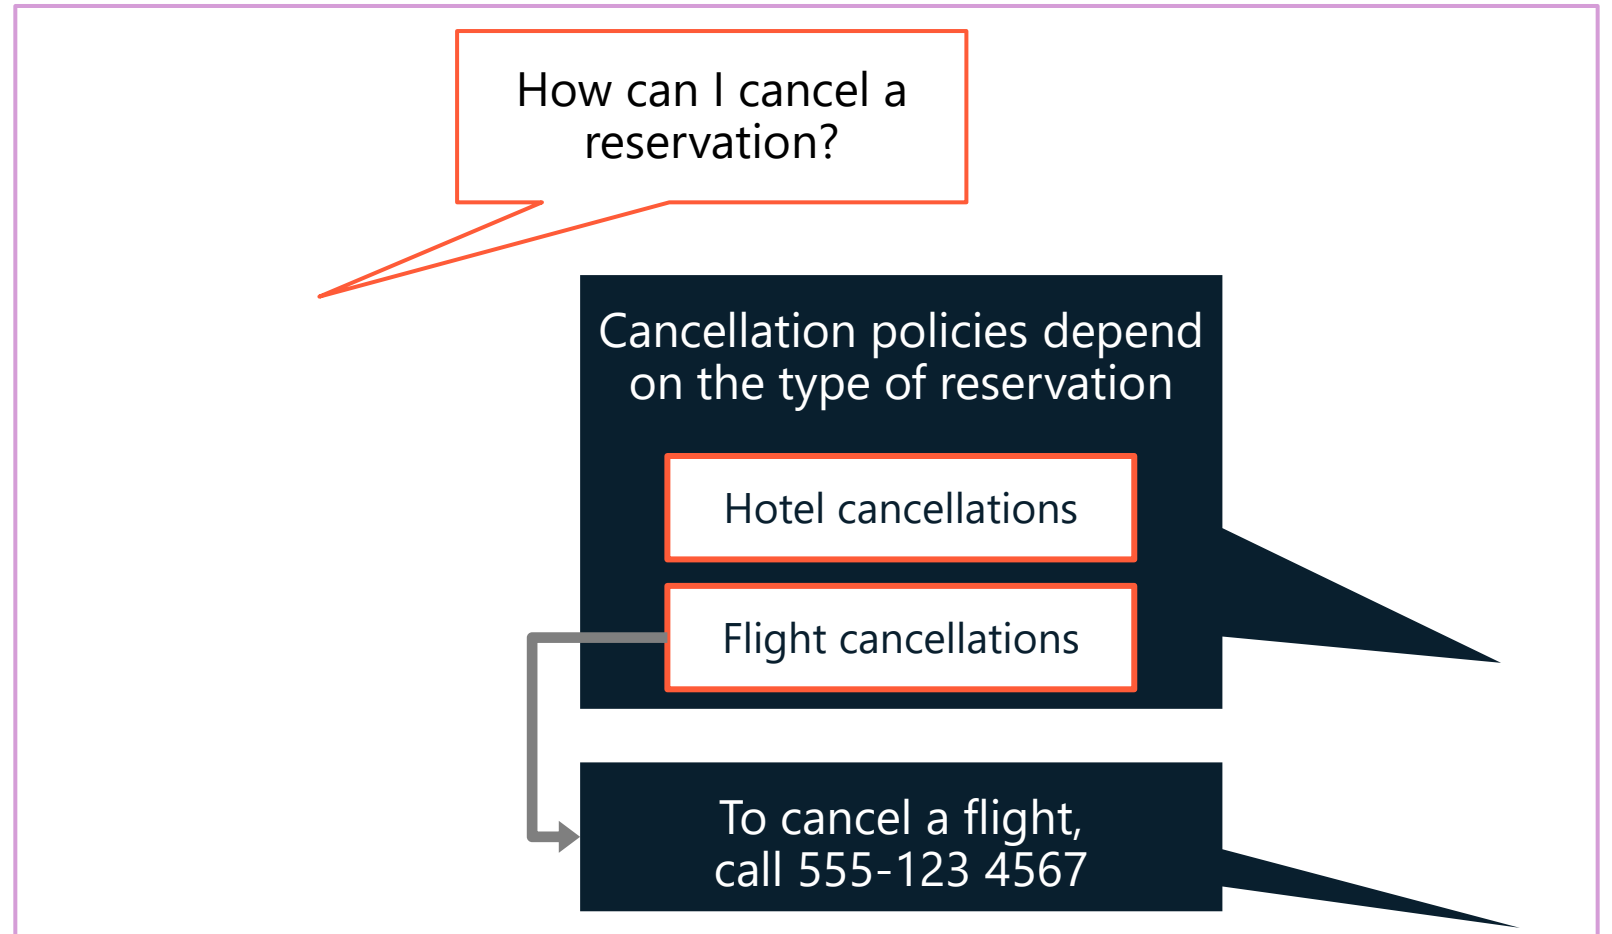 How can I cancel a
reservation?
Cancellation policies depend
on the type of reservation
Hotel cancellations
Flight cancellations
To cancel a flight,
call 555-123 4567